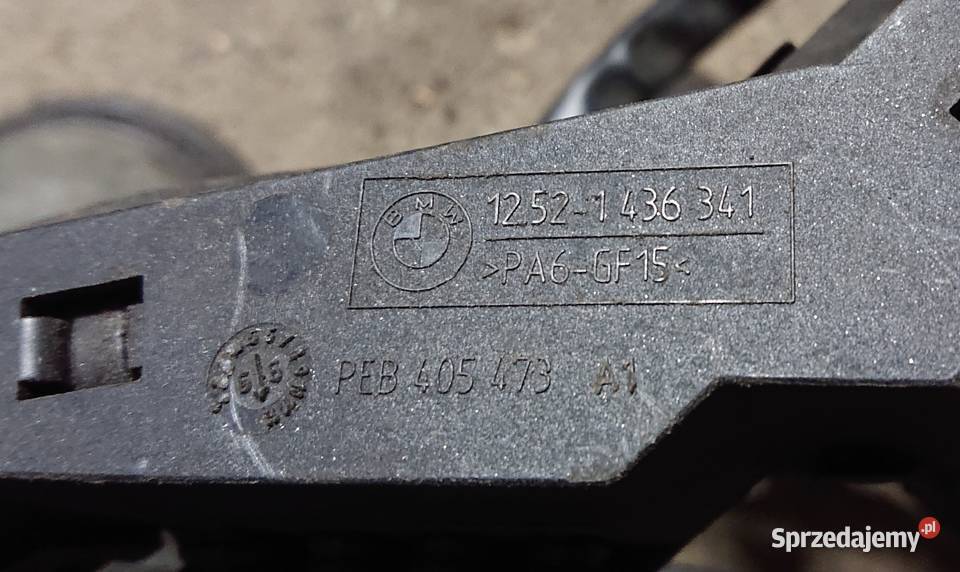 BMW
12.52-1 436 341
>PA6-GF15<
PEB 405 473 A1
Sprzedajemy.pl